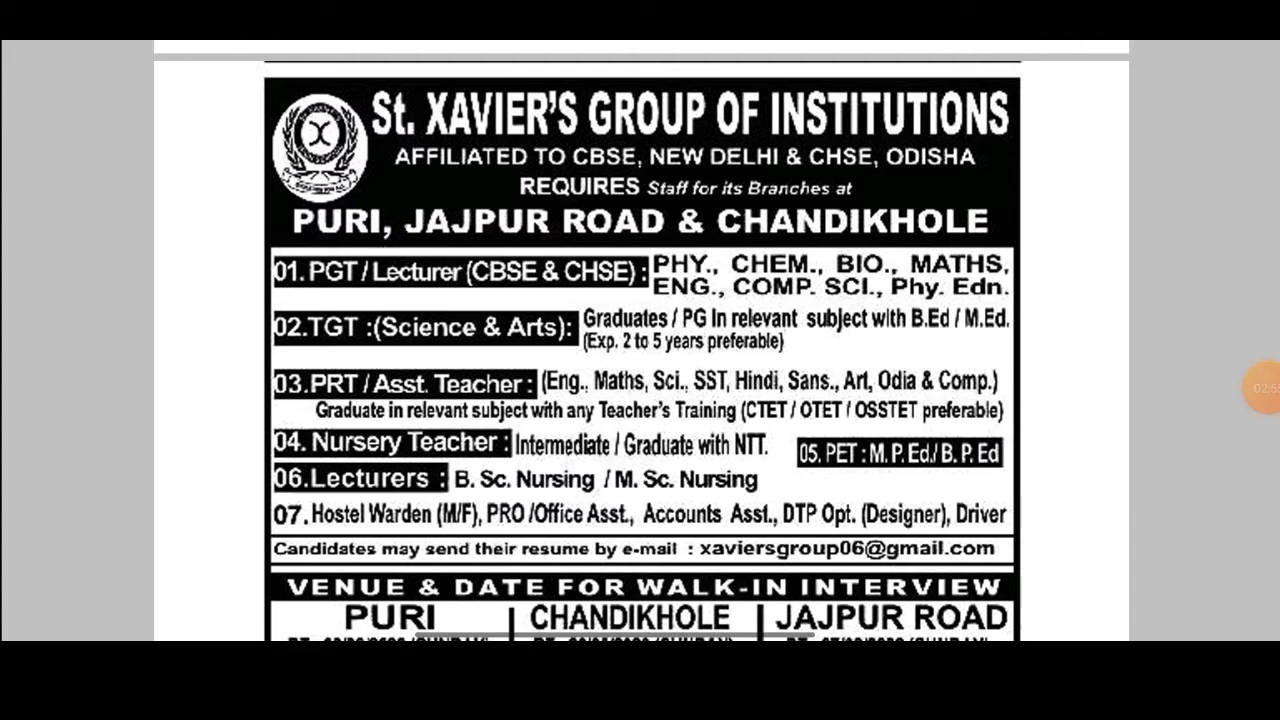 St. XAVIER'S GROUP OF INSTITUTIONS
AFFILIATED TO CBSE, NEW DELHI & CHSE, ODISHA
REQUIRES Staff for its Branches at
PURI, JAJPUR ROAD & CHANDIKHOLE
01. PGT / Lecturer (CBSE & CHSE) : PHY., CHEM., BIO., MATHS,
ENG., COMP. SCI., Phy. Edn.
02.TGT :(Science & Arts): Graduates / PG in relevant subject with B.Ed / M.Ed.
(Exp. 2 to 5 years preferable)
03.PRT / Asst. Teacher : (Eng., Maths, Sci., SST, Hindi, Sans., Art, Odia & Comp.)
Graduate in relevant subject with any Teacher's Training (CTET / OTET / OSSTET preferable)
04. Nursery Teacher : Intermediate / Graduate with NTT. 05. PET : M. P. Ed./ B. P. Ed
06.Lecturers : B. Sc. Nursing / M. Sc. Nursing
07. Hostel Warden (M/F), PRO /Office Asst., Accounts Asst., DTP Opt. (Designer), Driver
Candidates may send their resume by e-mail : xaviersgroup06@gmail.com
VENUE & DATE FOR WALK-IN INTERVIEW
PURI CHANDIKHOLE JAJPUR ROAD